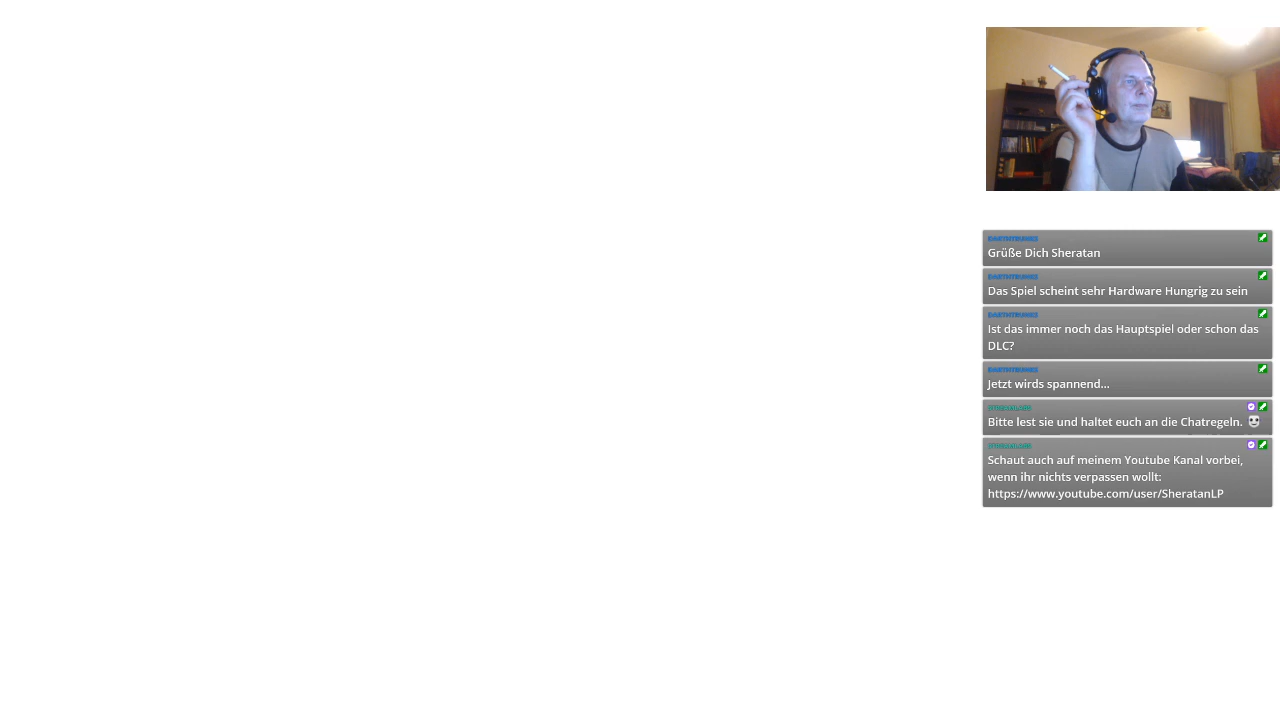 Grüße Dich Sheratan
Das Spiel scheint sehr Hardware Hungrig zu sein
Ist das immer noch das Hauptspiel oder schon das
DLC?
Jetzt wirds spannend...
Bitte lest sie und haltet euch an die Chatregeln.
Schaut auch auf meinem Youtube Kanal vorbei,
wenn ihr nichts verpassen wollt:
https://www.youtube.com/user/SheratanLP